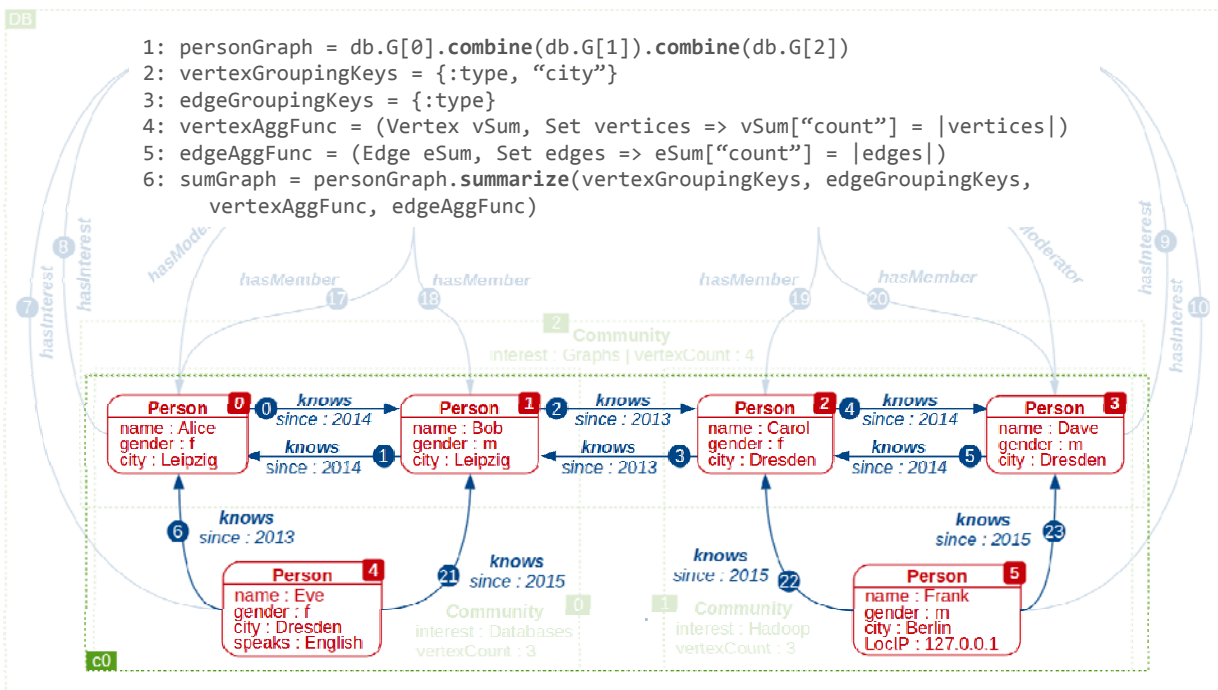 DB
1: personGraph = db.G[0].combine(db.G[1]).combine(db.G[2])
2: vertexGroupingKeys = {:type, “city”}
3: edgeGroupingKeys = {:type}
4: vertexAggFunc = (Vertex vSum, Set vertices => vSum[“count”] = |vertices|)
5: edgeAggFunc = (Edge eSum, Set edges => eSum[“count”] = |edges|)
6: sumGraph = personGraph.summarize(vertexGroupingKeys, edgeGroupingKeys,
vertexAggFunc, edgeAggFunc)
7
hasInterest
8
hasInterest
hasMode
hasMember
17
hasMember
18
hasMember
19
hasMember
20
Moderator
hasInterest
9
hasInterest
10
2
Community
interest : Graphs | vertexCount : 4
Person 0
name : Alice
gender : f
city : Leipzig
0 knows
since : 2014
knows 1
since : 2014
Person 1
name : Bob
gender : m
city : Leipzig
2 knows
since : 2013
knows 3
since : 2013
Person 2
name : Carol
gender : f
city : Dresden
4 knows
since : 2014
knows 5
since : 2014
Person 3
name : Dave
gender : m
city : Dresden
6
knows
since : 2013
21
knows
since : 2015
knows
since : 2015 22
knows
since : 2015 23
Person 4
name : Eve
gender : f
city : Dresden
speaks : English
Community 0
interest : Databases
vertexCount : 3
1 Community
interest : Hadoop
vertexCount : 3
Person 5
name : Frank
gender : m
city : Berlin
LocIP : 127.0.0.1
c0